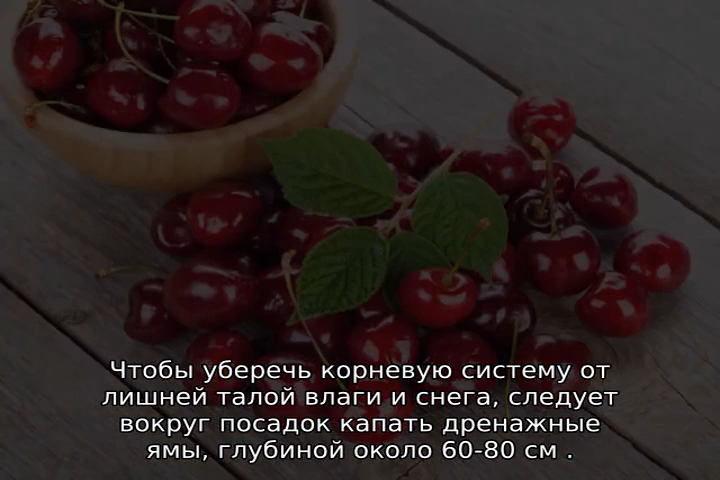 Чтобы уберечь корневую систему от
лишней талой влаги и снега, следует
вокруг посадок капать дренажные
ямы, глубиной около 60-80 см .